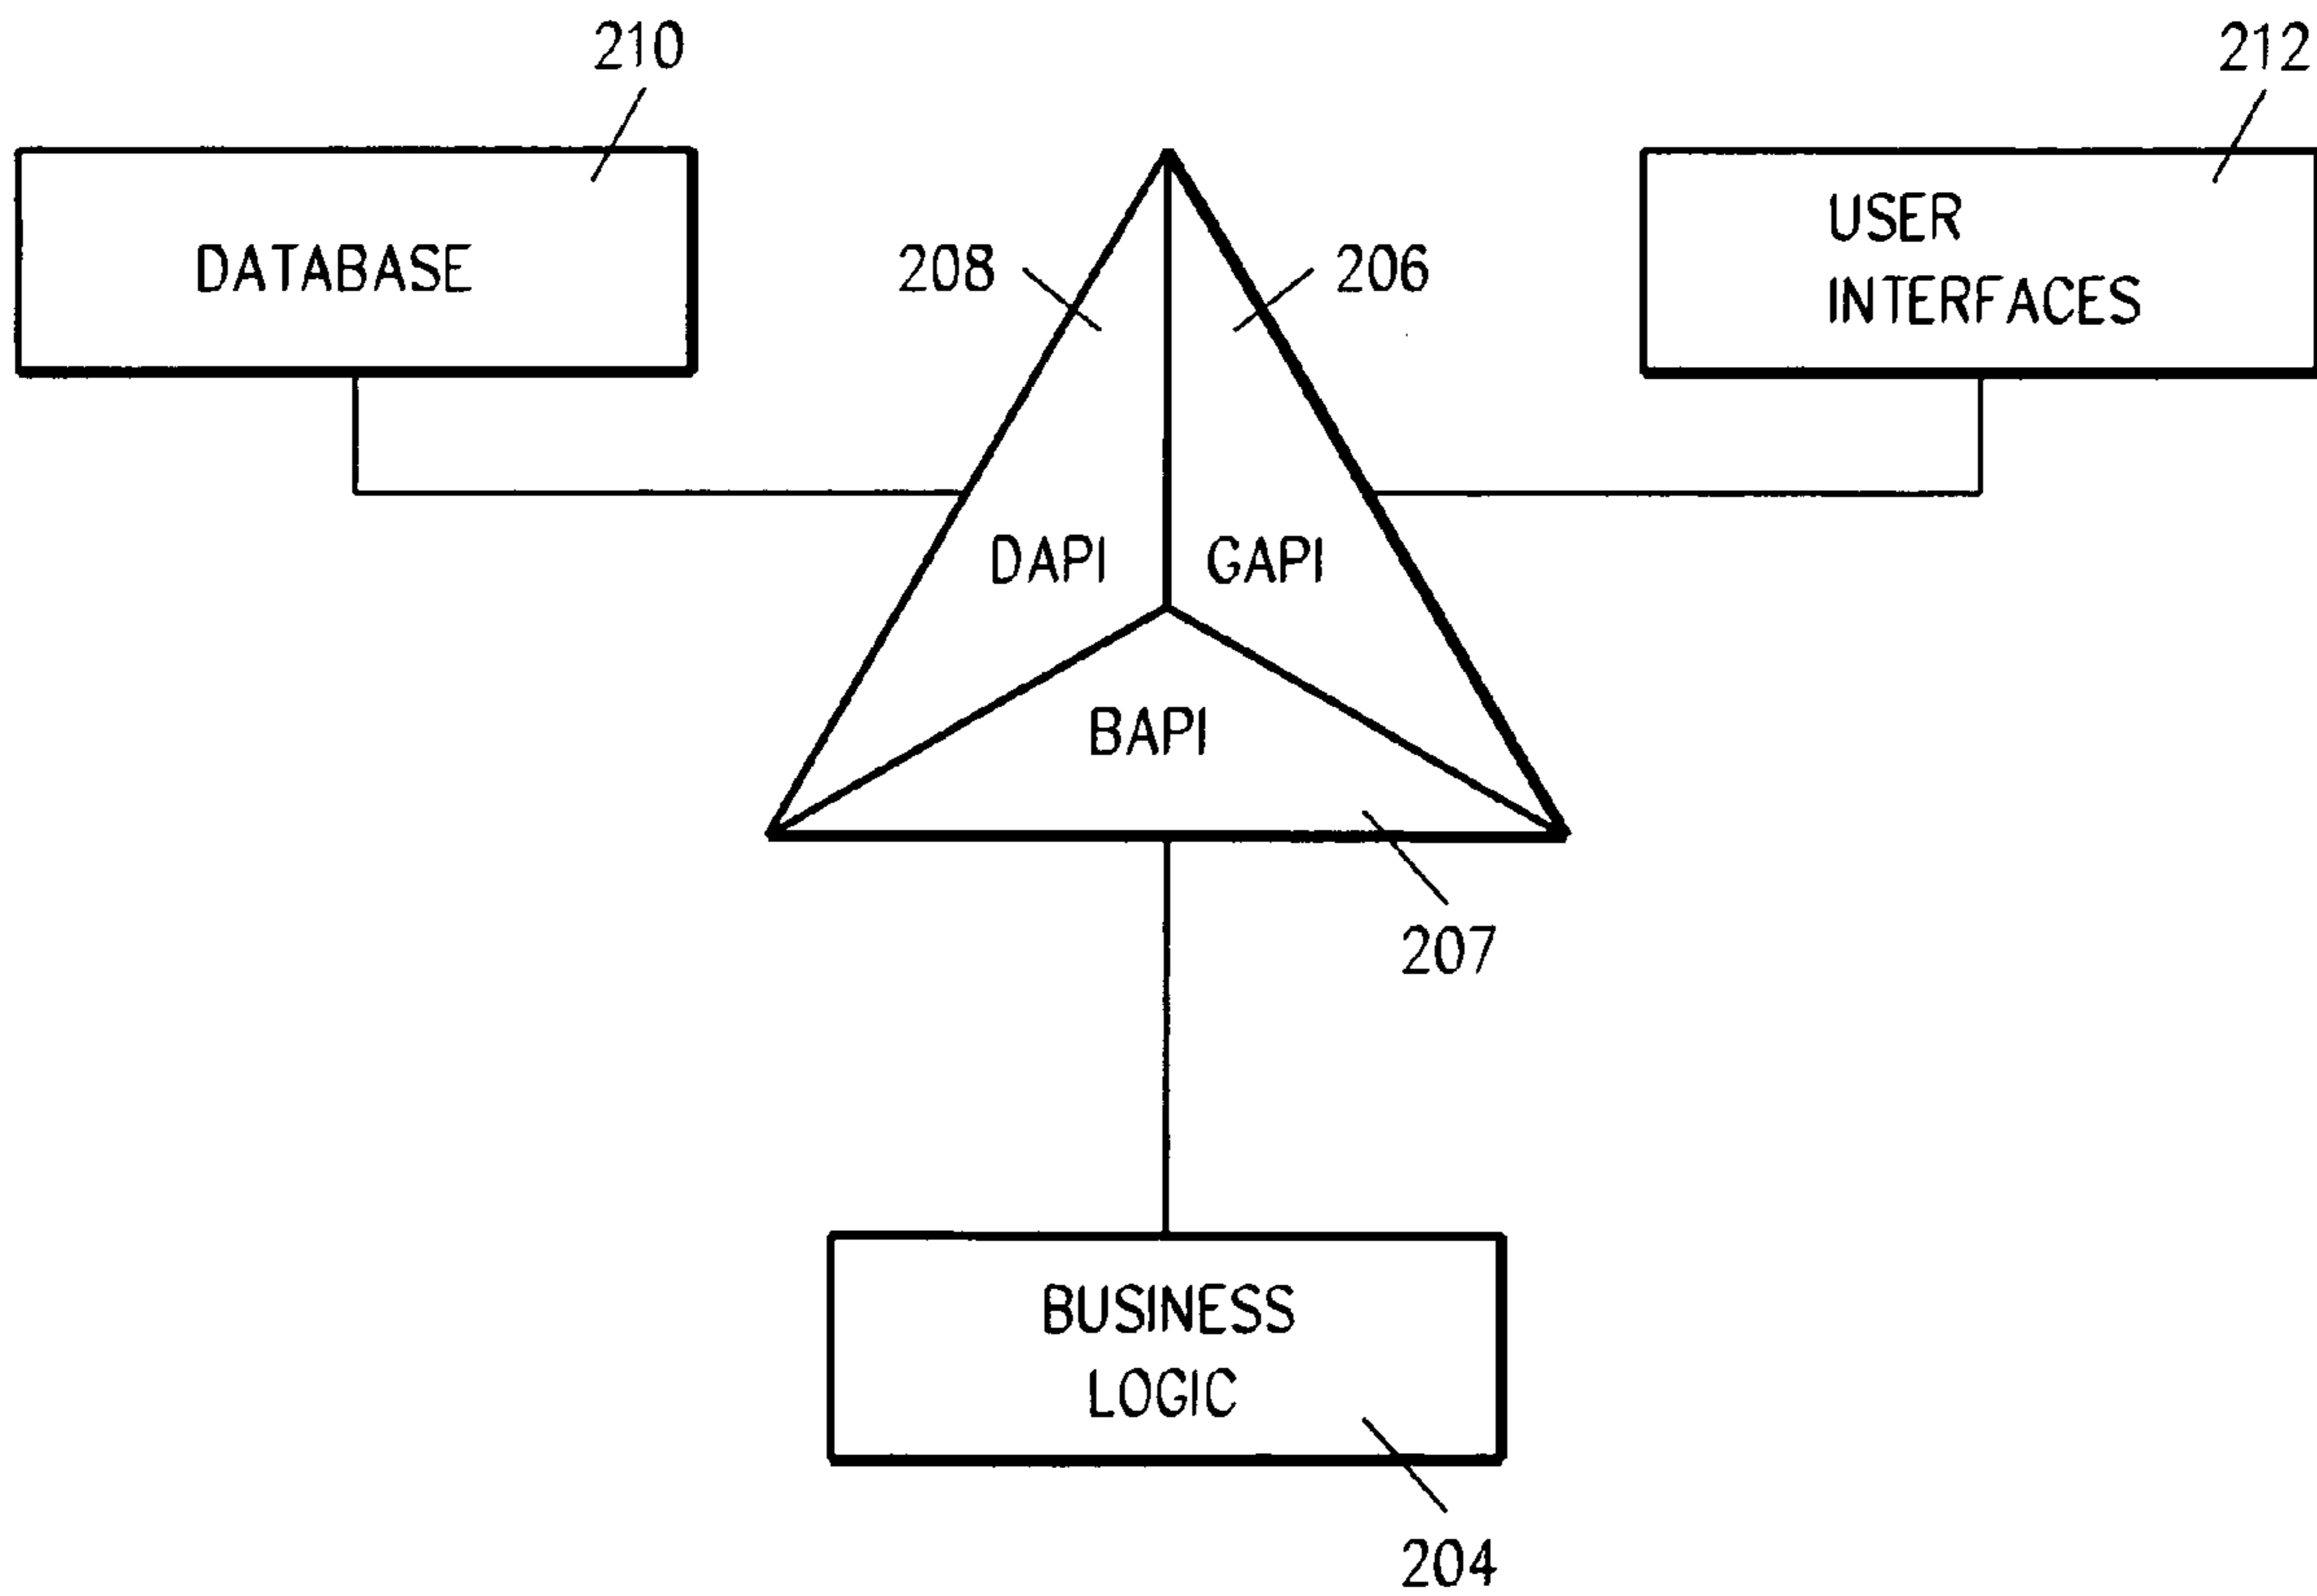 210
212
DATABASE
208
206
USER
INTERFACES
DAPI
GAPI
BAPI
207
BUSINESS
LOGIC
204